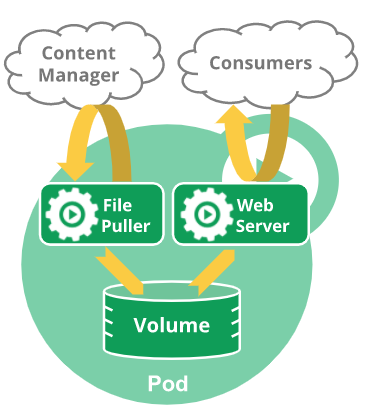 Content
Manager
Consumers
File
Puller
Web
Server
Volume
Pod